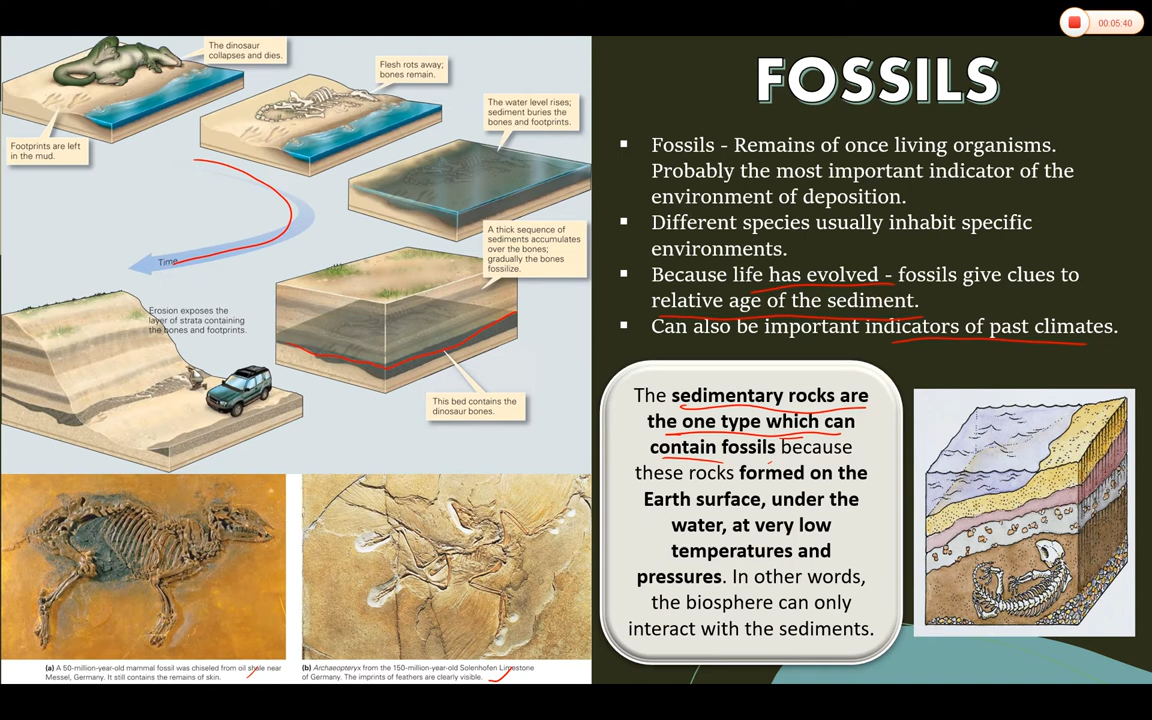 00:05:40
The dinosaur
collapses and dies.
Flesh rots away;
bones remain.
The water level rises;
sediment buries the
bones and footprints.
Footprints are left
in the mud.
A thick sequence of
sediments accumulates
over the bones;
gradually the bones
fossilize.
Time
Erosion exposes the
layer of strata containing
the bones and footprints.
This bed contains the
dinosaur bones.
(a) A 50-million-year-old mammal fossil was chiseled from oil shale near
Messel, Germany. It still contains the remains of skin.
(b) Archaeopteryx from the 150-million-year-old Solenhofen Limestone
of Germany. The imprints of feathers are clearly visible.
FOSSILS
▪ Fossils - Remains of once living organisms.
Probably the most important indicator of the
environment of deposition.
▪ Different species usually inhabit specific
environments.
▪ Because life has evolved - fossils give clues to
relative age of the sediment.
▪ Can also be important indicators of past climates.
The sedimentary rocks are
the one type which can
contain fossils because
these rocks formed on the
Earth surface, under the
water, at very low
temperatures and
pressures. In other words,
the biosphere can only
interact with the sediments.